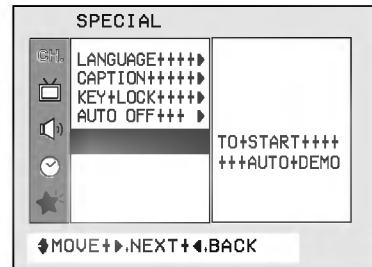 SPECIAL
CH.
LANGUAGE++++▶
CAPTION+++++▶
KEY+LOCK++++▶
AUTO OFF+++ ▶
TO+START++++
+++AUTO+DEMO
♦MOVE+▶.NEXT+◀.BACK